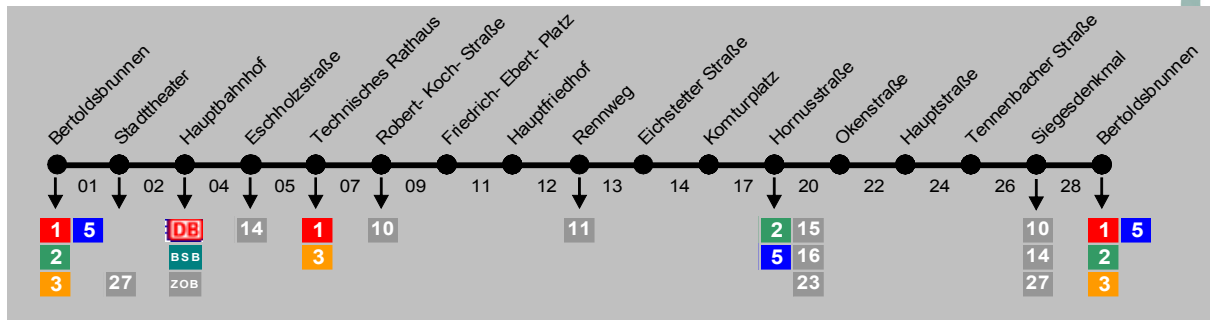 Bertoldsbrunnen
Stadttheater
Hauptbahnhof
Eschholzstraße
Technisches Rathaus
Robert- Koch- Straße
Friedrich- Ebert- Platz
Hauptfriedhof
Rennweg
Eichstetter Straße
Komturplatz
Hornusstraße
Okenstraße
Hauptstraße
Tennenbacher Straße
Siegesdenkmal
Bertoldsbrunnen
01 02 04 05 07 09 11 12 13 14 17 20 22 24 26 28
1 5 DB 14 1 10 11 2 15 10 1 5
2 BSB 3 5 16 14 2
3 27 ZOB 23 27 3